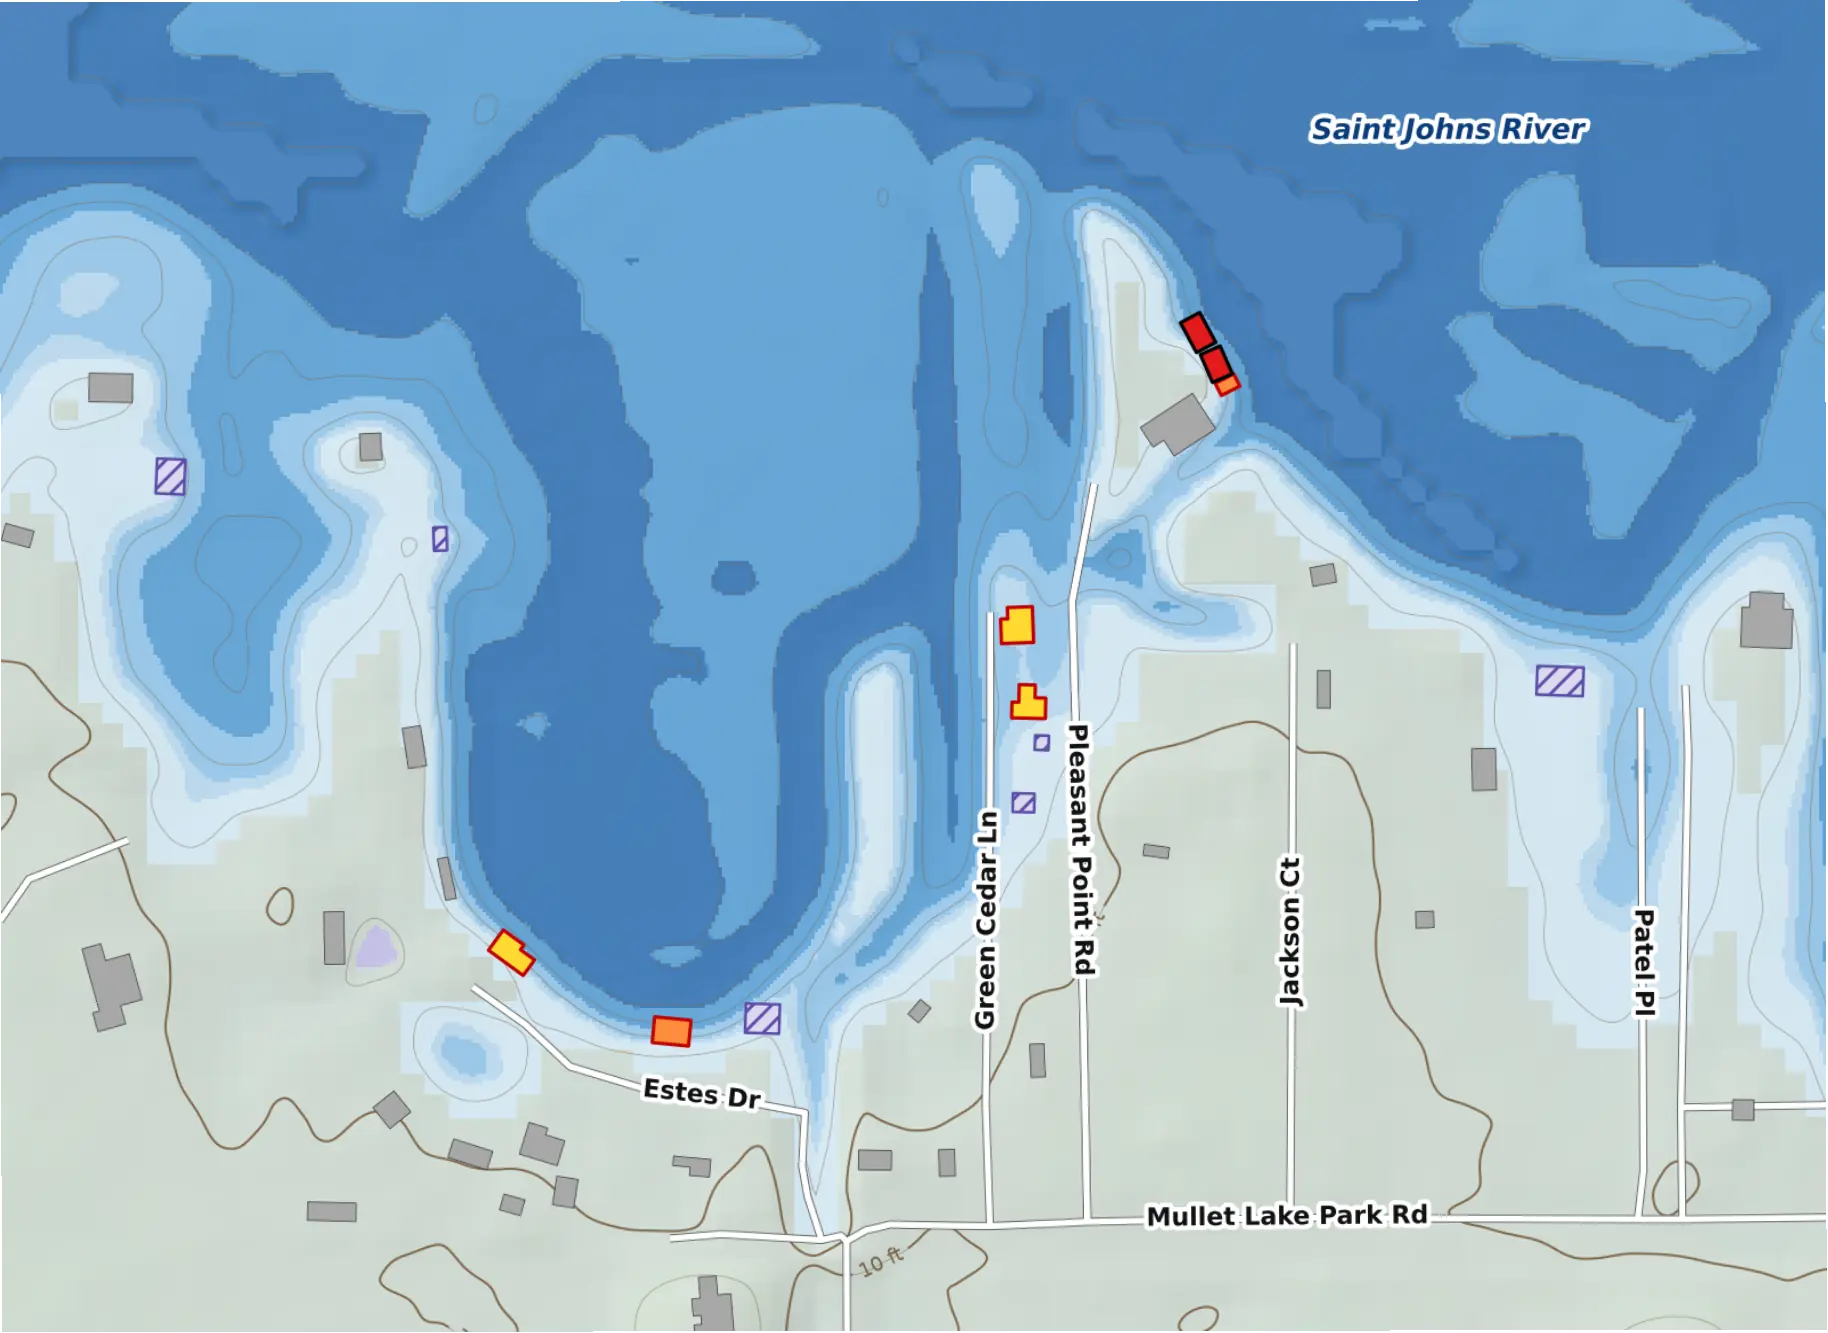 Saint Johns River
Pleasant Point Rd
Green Cedar Ln
Jackson Ct
Patel Pl
Estes Dr
Mullet Lake Park Rd
10 ft